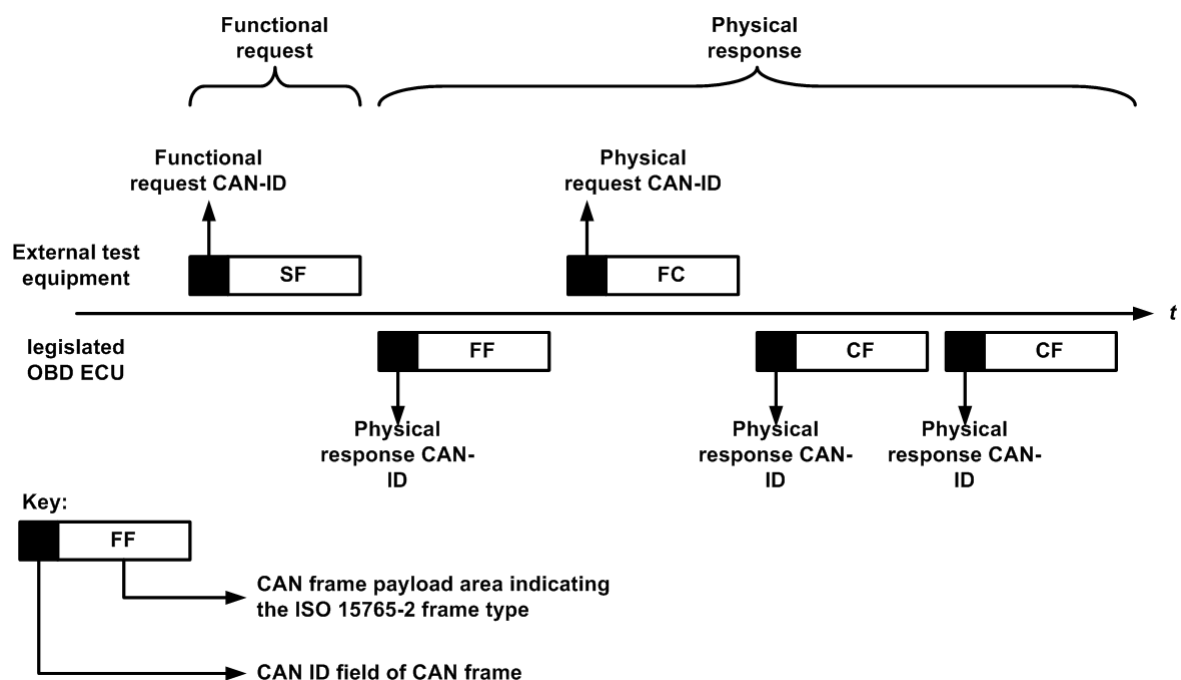 Functional
request
Physical
response
Functional
request CAN-ID
Physical
request CAN-ID
External test
equipment
SF
FC
t
legislated
OBD ECU
FF
CF
CF
Physical
response CAN-
ID
Physical
response CAN-
ID
Physical
response CAN-
ID
Key:
FF
CAN frame payload area indicating
the ISO 15765-2 frame type
CAN ID field of CAN frame